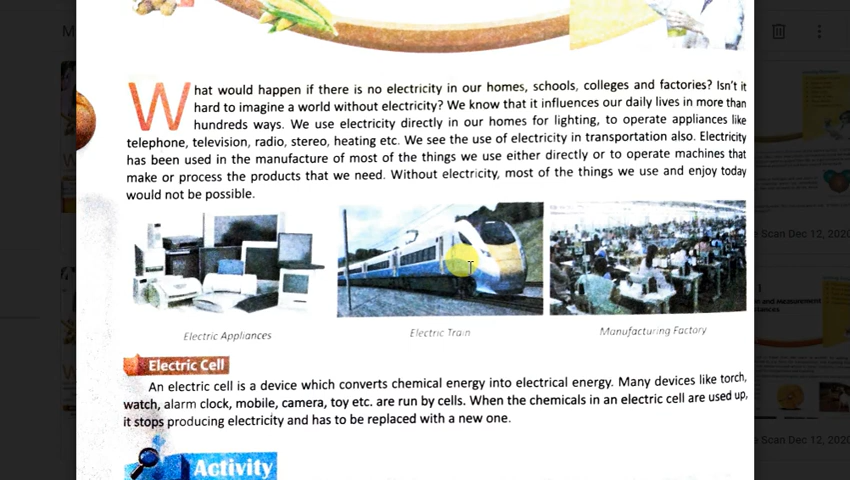 What would happen if there is no electricity in our homes, schools, colleges and factories? Isn't it
hard to imagine a world without electricity? We know that it influences our daily lives in more than
hundreds ways. We use electricity directly in our homes for lighting, to operate appliances like
telephone, television, radio, stereo, heating etc. We see the use of electricity in transportation also. Electricity
has been used in the manufacture of most of the things we use either directly or to operate machines that
make or process the products that we need. Without electricity, most of the things we use and enjoy today
would not be possible.
Electric Appliances
Electric Train
Manufacturing Factory
Electric Cell
An electric cell is a device which converts chemical energy into electrical energy. Many devices like torch,
watch, alarm clock, mobile, camera, toy etc. are run by cells. When the chemicals in an electric cell are used up,
it stops producing electricity and has to be replaced with a new one.
Activity
Scan Dec 12, 2020
and Measurement
Scan Dec 12, 2020